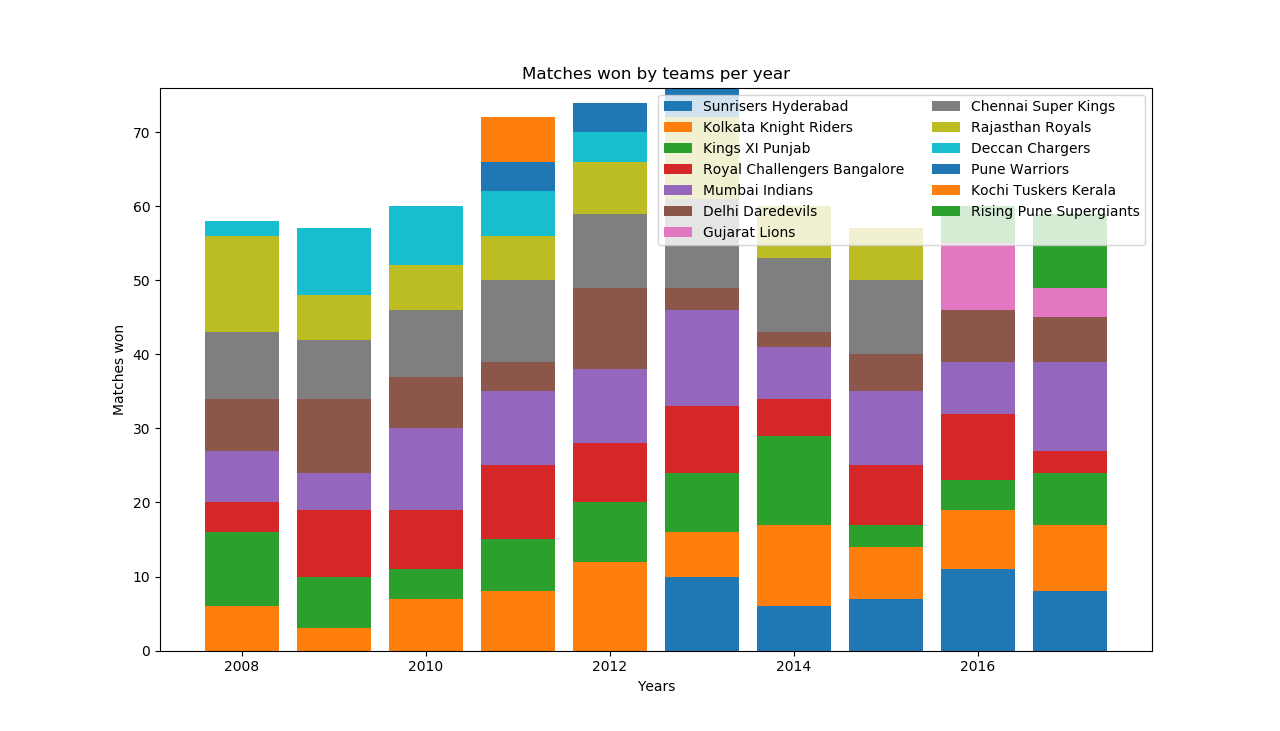 Matches won by teams per year
Sunrisers Hyderabad
Kolkata Knight Riders
Kings XI Punjab
Royal Challengers Bangalore
Mumbai Indians
Delhi Daredevils
Gujarat Lions
Chennai Super Kings
Rajasthan Royals
Deccan Chargers
Pune Warriors
Kochi Tuskers Kerala
Rising Pune Supergiants
Matches won
70
60
50
40
30
20
10
0
2008 2010 2012 2014 2016
Years